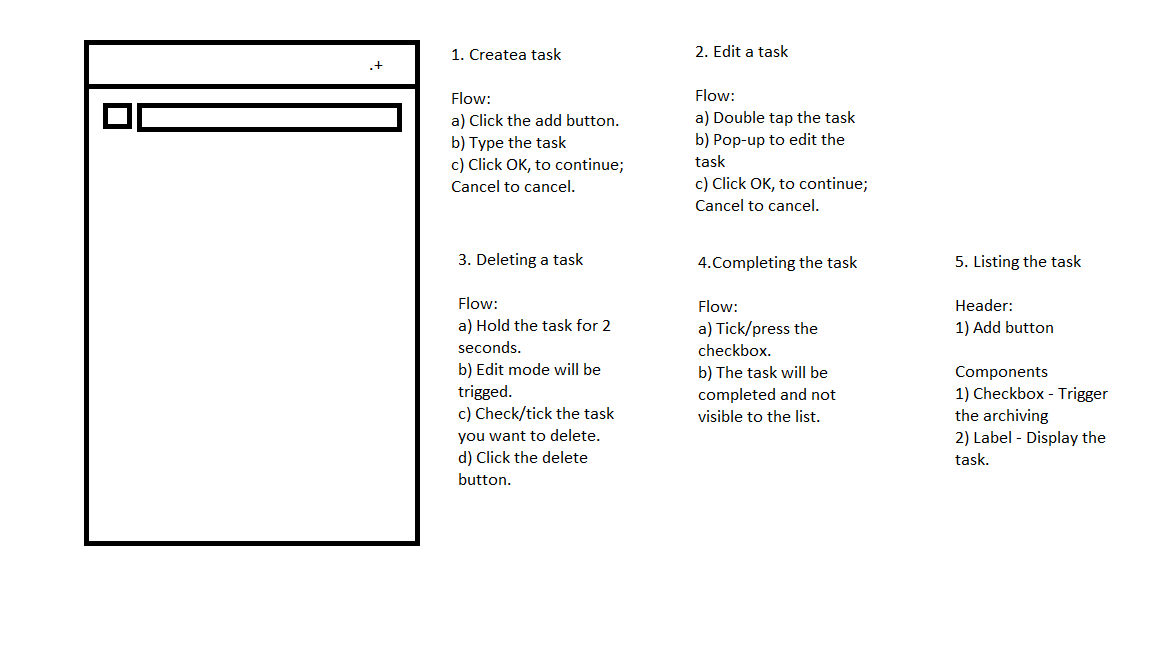 .+
1. Createa task
Flow:
a) Click the add button.
b) Type the task
c) Click OK, to continue;
Cancel to cancel.
2. Edit a task
Flow:
a) Double tap the task
b) Pop-up to edit the
task
c) Click OK, to continue;
Cancel to cancel.
3. Deleting a task
Flow:
a) Hold the task for 2
seconds.
b) Edit mode will be
trigged.
c) Check/tick the task
you want to delete.
d) Click the delete
button.
4.Completing the task
Flow:
a) Tick/press the
checkbox.
b) The task will be
completed and not
visible to the list.
5. Listing the task
Header:
1) Add button
Components
1) Checkbox - Trigger
the archiving
2) Label - Display the
task.